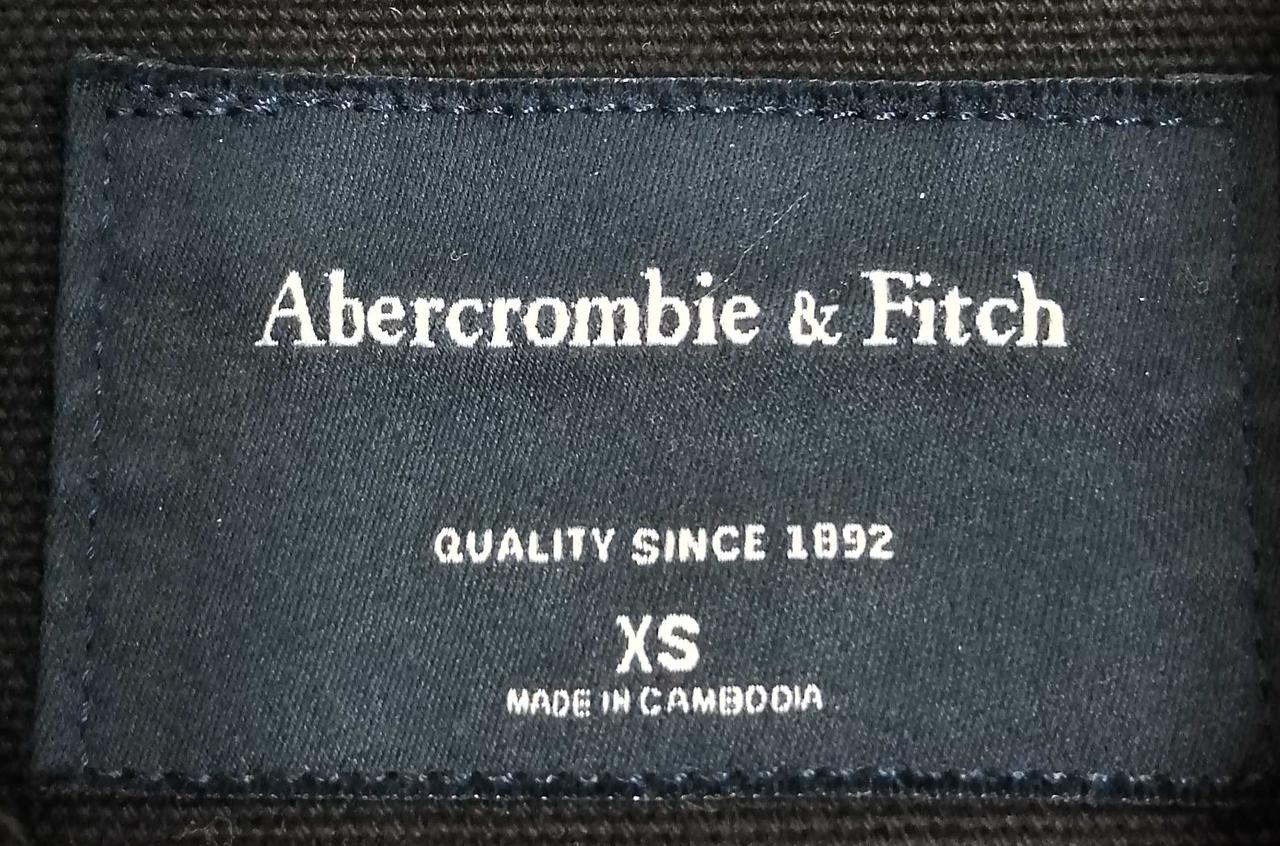 Abercrombie & Fitch
QUALITY SINCE 1892
XS
MADE IN CAMBODIA